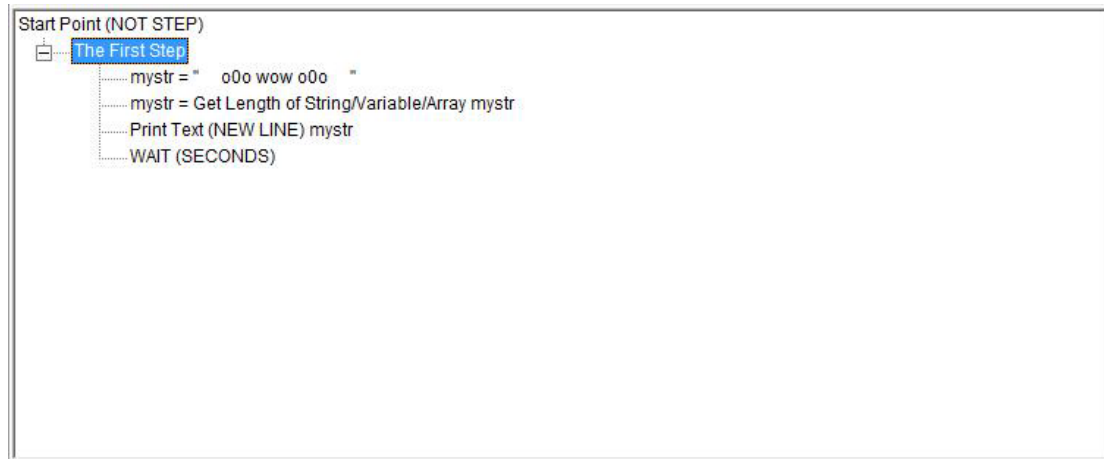 Start Point (NOT STEP)
The First Step
mystr = "     o0o wow o0o     "
mystr = Get Length of String/Variable/Array mystr
Print Text (NEW LINE) mystr
WAIT (SECONDS)